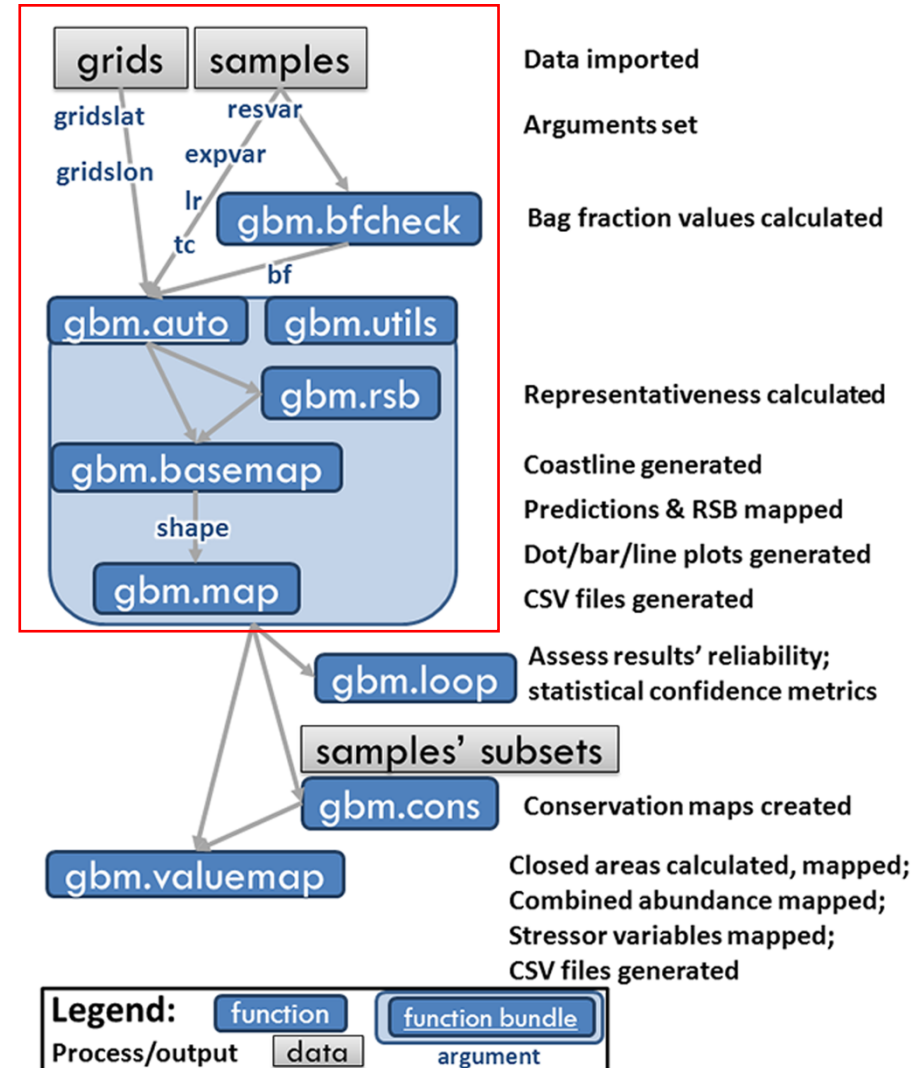 grids samples Data imported
gridslat resvar Arguments set
gridslon expvar
lr
gbm.bfcheck Bag fraction values calculated
tc
bf
gbm.auto gbm.utils
gbm.rsb Representativeness calculated
gbm.basemap Coastline generated
Predictions & RSB mapped
shape
Dot/bar/line plots generated
gbm.map CSV files generated
Assess results’ reliability;
gbm.loop statistical confidence metrics
samples’ subsets
gbm.cons Conservation maps created
gbm.valuemap Closed areas calculated, mapped;
Combined abundance mapped;
Stressor variables mapped;
CSV files generated
Legend: function function bundle
Process/output data argument